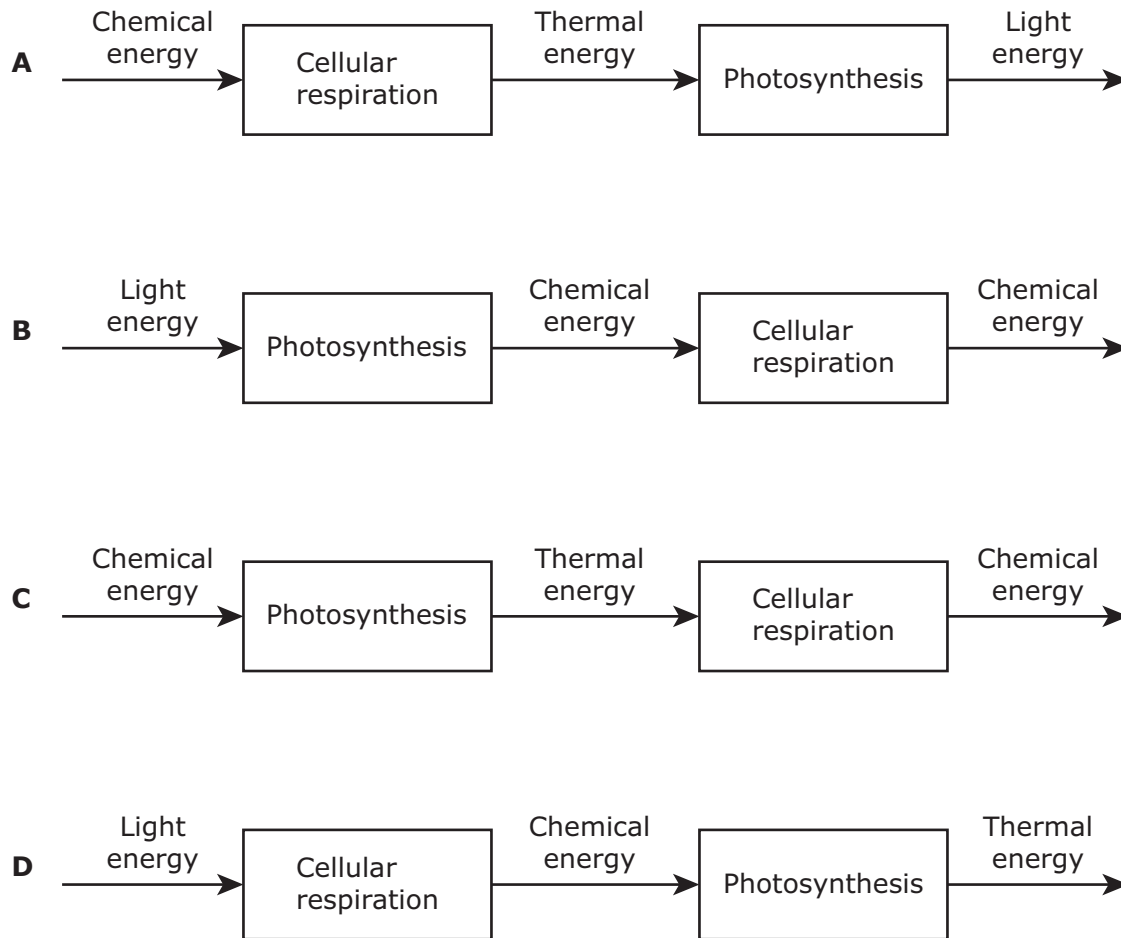 Chemical
energy
Thermal
energy
Light
energy
A
Cellular
respiration
Photosynthesis
Light
energy
Chemical
energy
Chemical
energy
B
Photosynthesis
Cellular
respiration
Chemical
energy
Thermal
energy
Chemical
energy
C
Photosynthesis
Cellular
respiration
Light
energy
Chemical
energy
Thermal
energy
D
Cellular
respiration
Photosynthesis